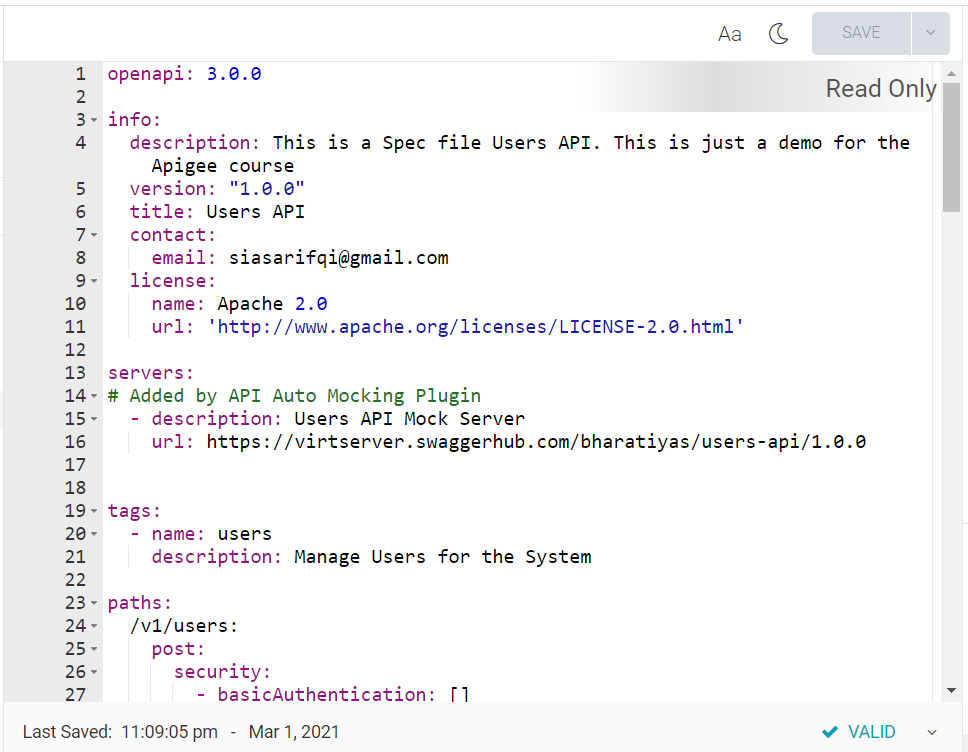 Aa SAVE
Read Only
1 openapi: 3.0.0
2
3 info:
4 description: This is a Spec file Users API. This is just a demo for the
Apigee course
5 version: "1.0.0"
6 title: Users API
7 contact:
8 email: siasarifqi@gmail.com
9 license:
10 name: Apache 2.0
11 url: 'http://www.apache.org/licenses/LICENSE-2.0.html'
12
13 servers:
14 # Added by API Auto Mocking Plugin
15 - description: Users API Mock Server
16 url: https://virtserver.swaggerhub.com/bharatiyas/users-api/1.0.0
17
18
19 tags:
20 - name: users
21 description: Manage Users for the System
22
23 paths:
24 /v1/users:
25 post:
26 security:
27 - basicAuthentication: []
Last Saved: 11:09:05 pm - Mar 1, 2021 VALID